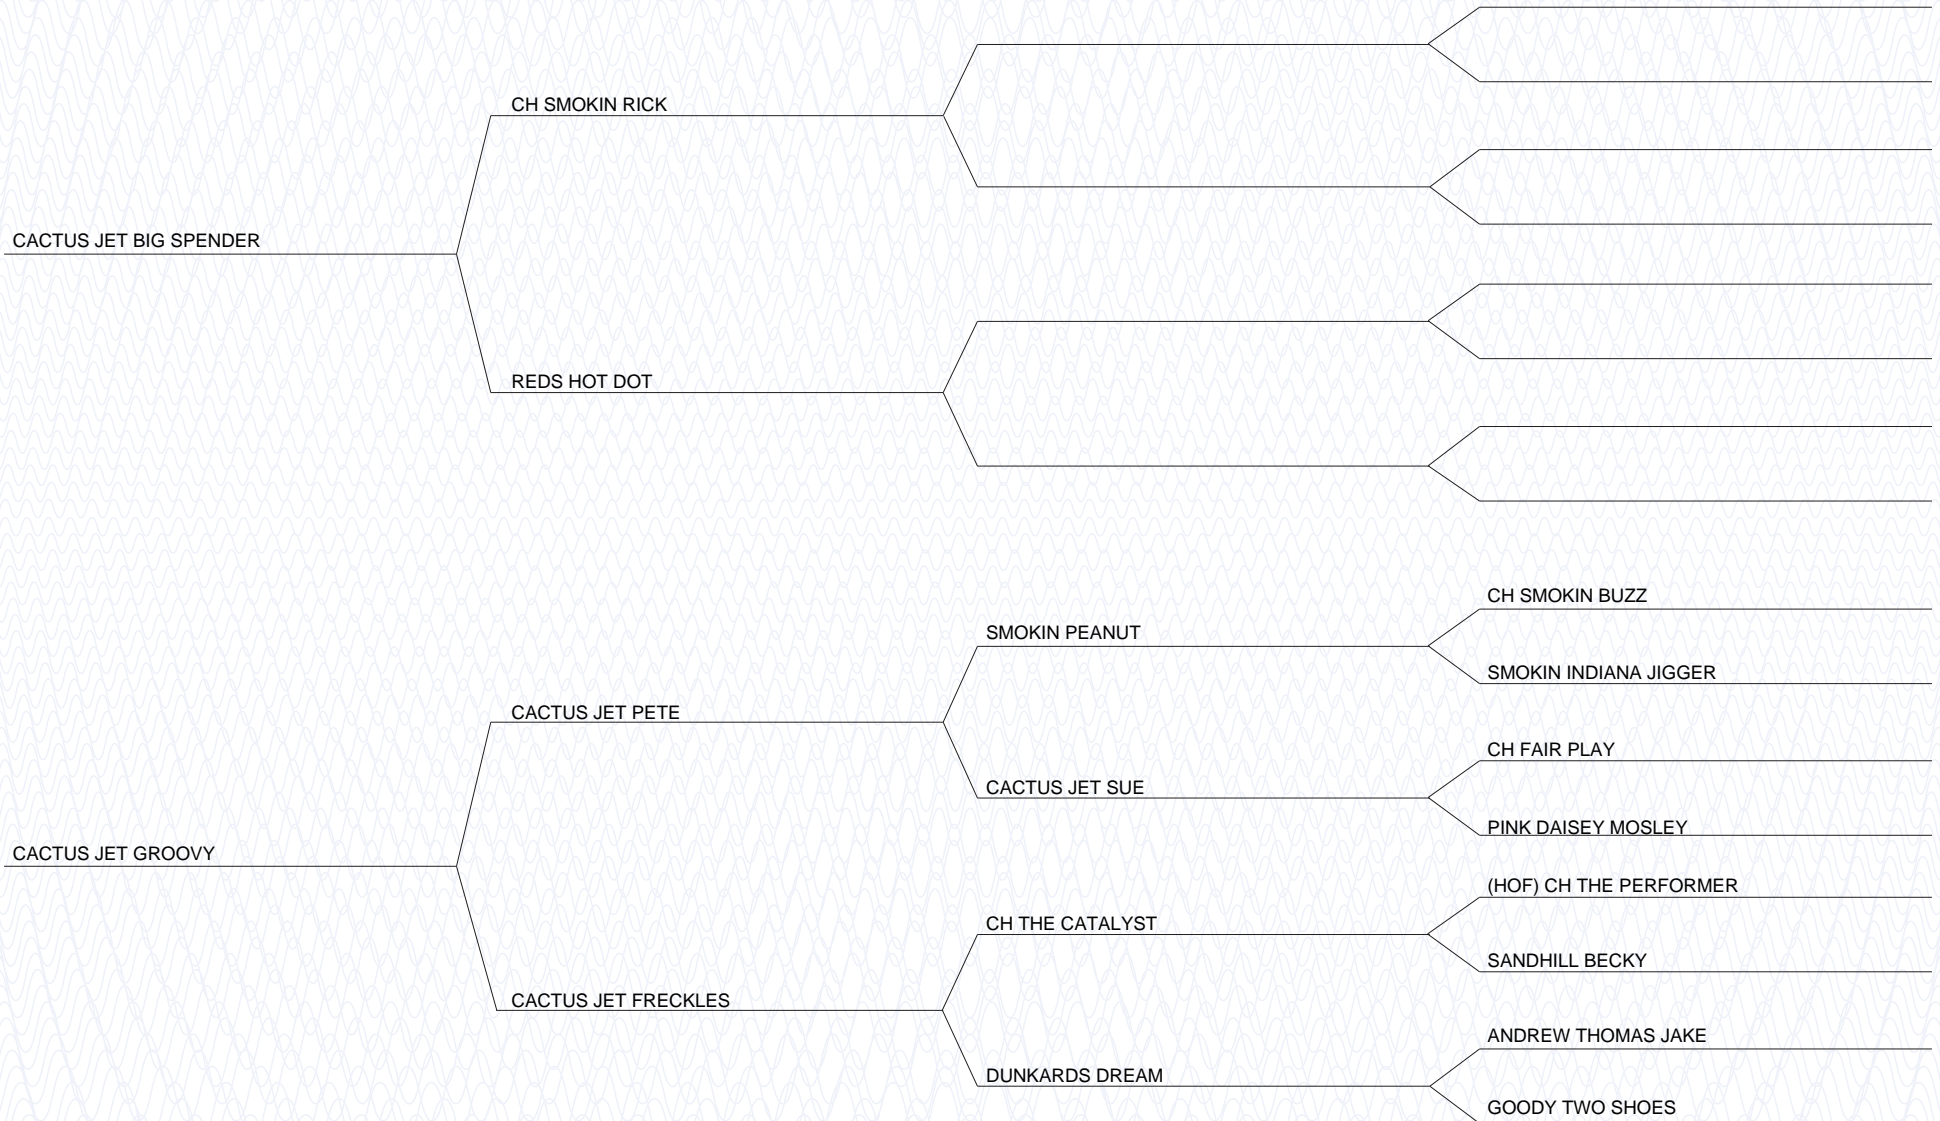 CH SMOKIN RICK
CACTUS JET BIG SPENDER
REDS HOT DOT
CH SMOKIN BUZZ
SMOKIN PEANUT
SMOKIN INDIANA JIGGER
CACTUS JET PETE
CH FAIR PLAY
CACTUS JET SUE
PINK DAISEY MOSLEY
CACTUS JET GROOVY
(HOF) CH THE PERFORMER
CH THE CATALYST
SANDHILL BECKY
CACTUS JET FRECKLES
ANDREW THOMAS JAKE
DUNKARDS DREAM
GOODY TWO SHOES